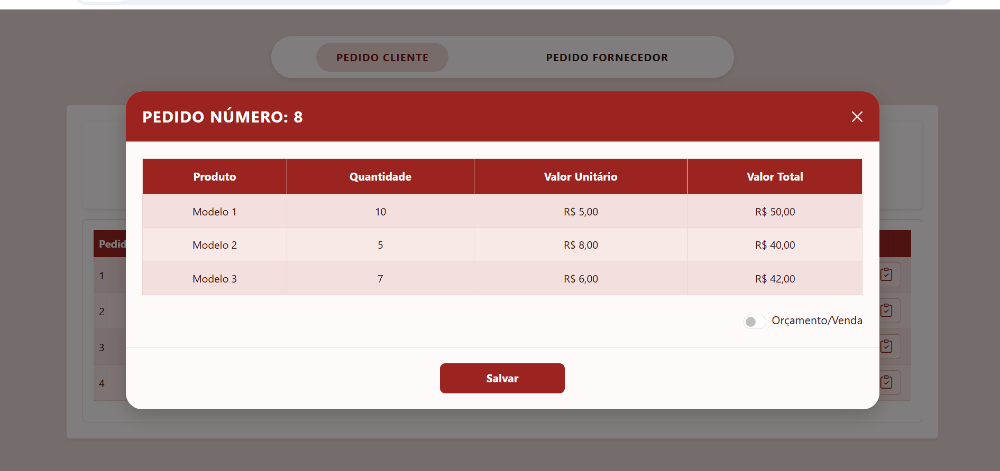 PEDIDO CLIENTE PEDIDO FORNECEDOR
PEDIDO NÚMERO: 8
Produto Quantidade Valor Unitário Valor Total
Modelo 1 10 R$ 5,00 R$ 50,00
Modelo 2 5 R$ 8,00 R$ 40,00
Modelo 3 7 R$ 6,00 R$ 42,00
Orçamento/Venda
Salvar
Pedid
1
2
3
4